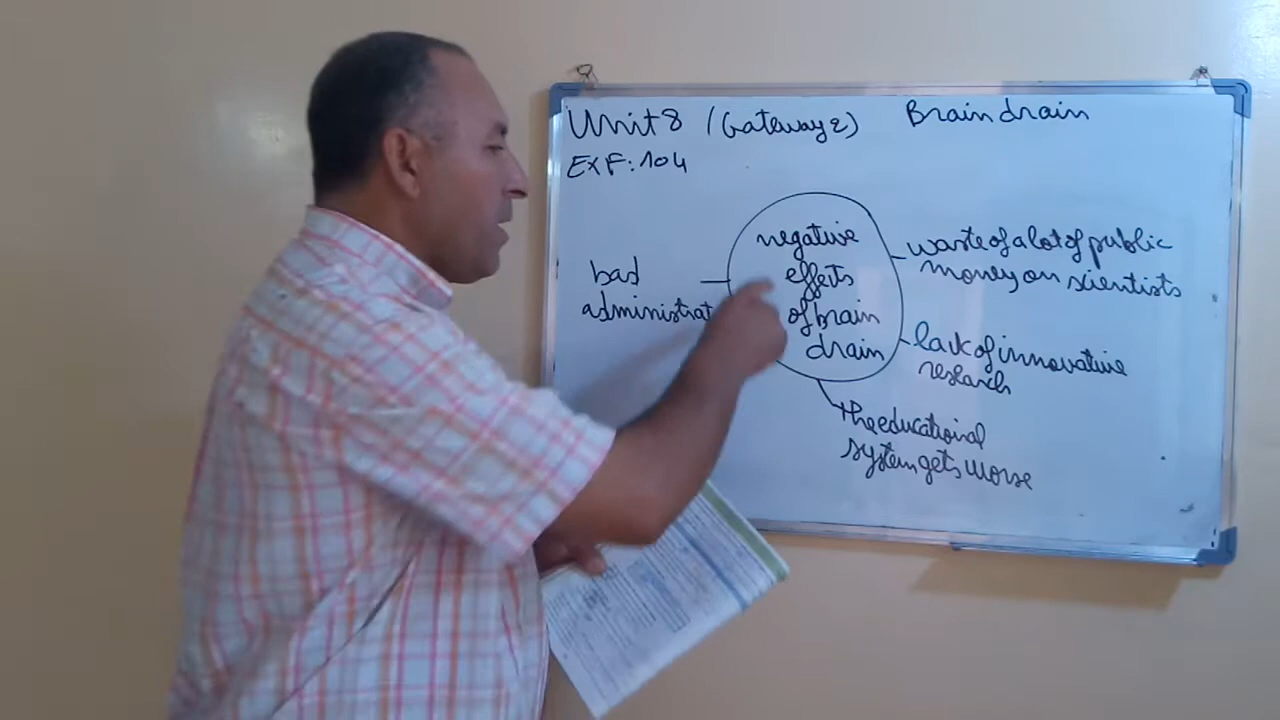 Unit 8 (Gateway 2) Brain drain
EX F: 104
negative
effects
of brain
drain
bad
waste of a lot of public
money on scientists
lack of innovative
research
the educational
system gets worse